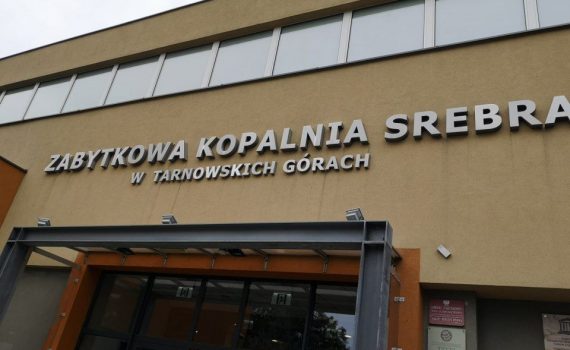 ZABYTKOWA KOPALNIA SREBRA
W TARNOWSKICH GÓRACH